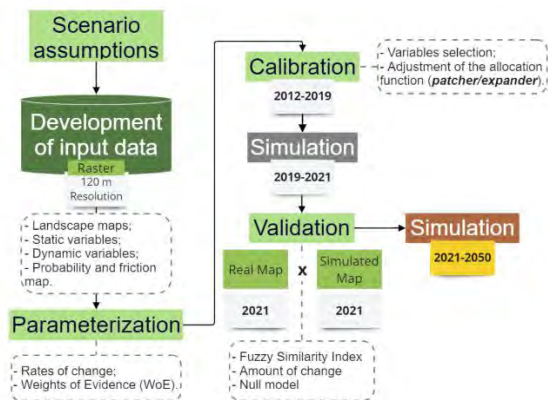 Scenario
assumptions
Development
of input data
Raster
120 m
Resolution
- Landscape maps;
- Static variables;
- Dynamic variables;
- Probability and friction
map.
Parameterization
- Rates of change;
- Weights of Evidence (WoE).
Calibration
2012-2019
- Variables selection;
- Adjustment of the allocation
function (patcher/expander).
Simulation
2019-2021
Validation
Real Map
x
Simulated
Map
2021
2021
- Fuzzy Similarity Index
- Amount of change
- Null model
Simulation
2021-2050